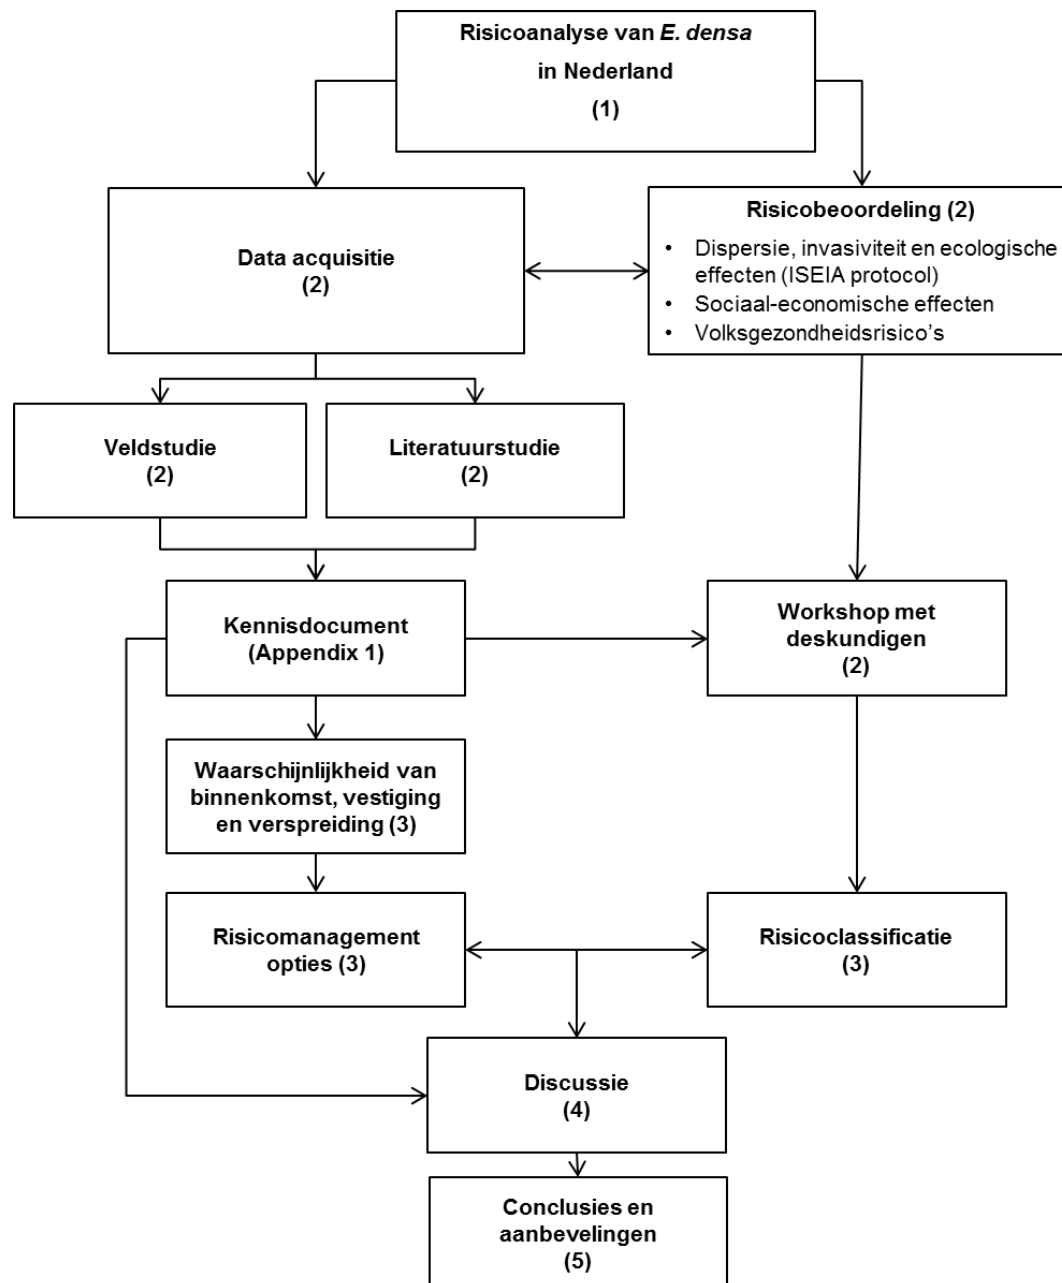 Risicoanalyse van E. densa
in Nederland
(1)
Data acquisitie
(2)
Risicobeoordeling (2)
• Dispersie, invasiviteit en ecologische
effecten (ISEIA protocol)
• Sociaal-economische effecten
• Volksgezondheidsrisico’s
Veldstudie
(2)
Literatuurstudie
(2)
Kennisdocument
(Appendix 1)
Workshop met
deskundigen
(2)
Waarschijnlijkheid van
binnenkomst, vestiging
en verspreiding (3)
Risicomanagement
opties (3)
Risicoclassificatie
(3)
Discussie
(4)
Conclusies en
aanbevelingen
(5)